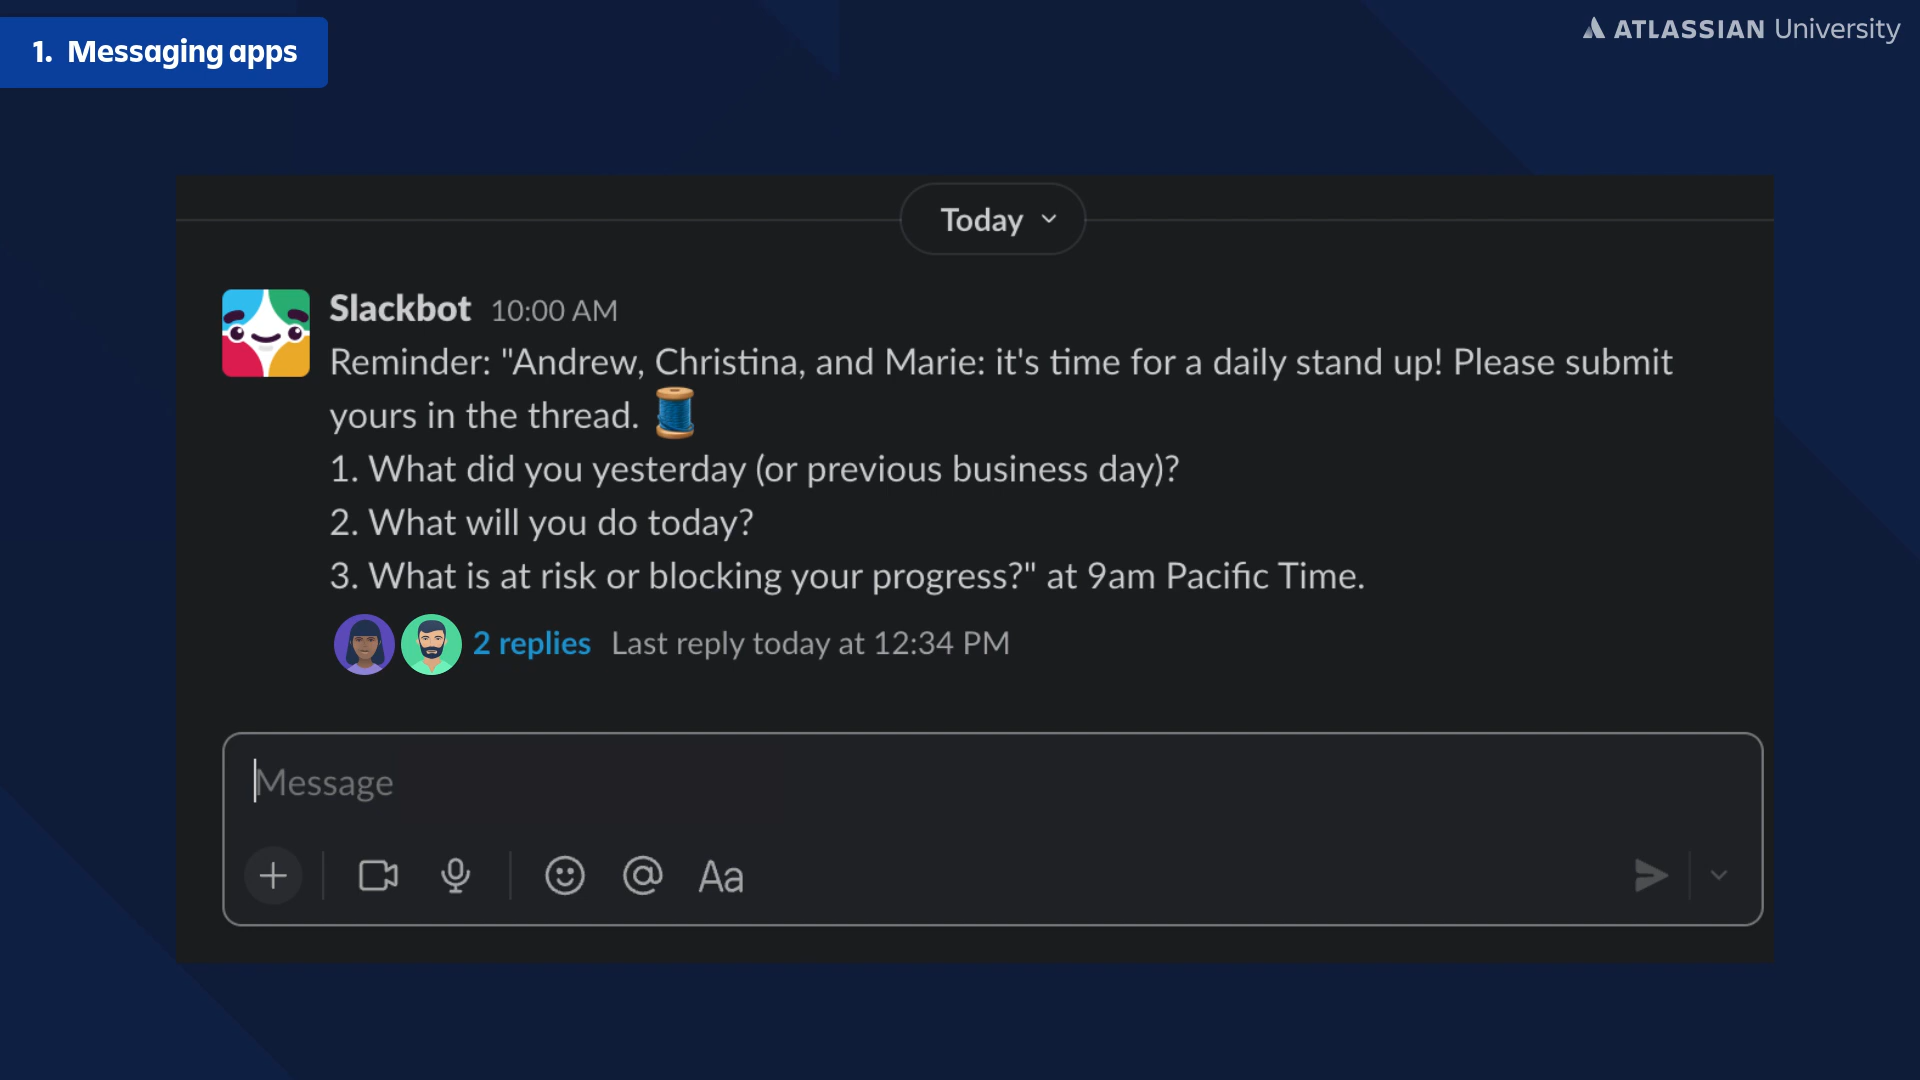 1. Messaging apps
ATLASSIAN University
Today
Slackbot 10:00 AM
Reminder: "Andrew, Christina, and Marie: it's time for a daily stand up! Please submit
yours in the thread.
1. What did you yesterday (or previous business day)?
2. What will you do today?
3. What is at risk or blocking your progress?" at 9am Pacific Time.
2 replies Last reply today at 12:34 PM
Message
Aa